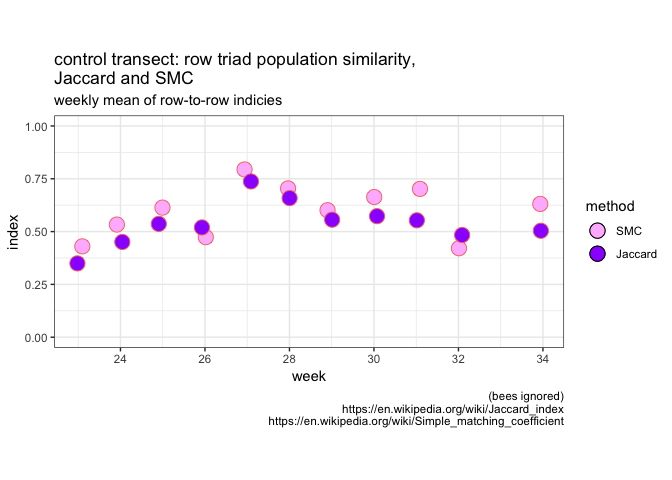 control transect: row triad population similarity,
Jaccard and SMC
weekly mean of row-to-row indicies
1.00
0.75
0.50
0.25
0.00
index
24
26
28
30
32
34
week
method
SMC
Jaccard
(bees ignored)
https://en.wikipedia.org/wiki/Jaccard_index
https://en.wikipedia.org/wiki/Simple_matching_coefficient